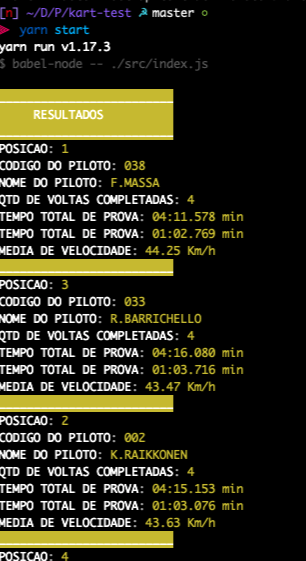 [n] ~/D/P/kart-test master
yarn start
yarn run v1.17.3
$ babel-node -- ./src/index.js
RESULTADOS
POSICAO: 1
CODIGO DO PILOTO: 038
NOME DO PILOTO: F.MASSA
QTD DE VOLTAS COMPLETADAS: 4
TEMPO TOTAL DE PROVA: 04:11.578 min
TEMPO TOTAL DE PROVA: 01:02.769 min
MEDIA DE VELOCIDADE: 44.25 Km/h
POSICAO: 3
CODIGO DO PILOTO: 033
NOME DO PILOTO: R.BARRICHELLO
QTD DE VOLTAS COMPLETADAS: 4
TEMPO TOTAL DE PROVA: 04:16.080 min
TEMPO TOTAL DE PROVA: 01:03.716 min
MEDIA DE VELOCIDADE: 43.47 Km/h
POSICAO: 2
CODIGO DO PILOTO: 002
NOME DO PILOTO: K.RAIKKONEN
QTD DE VOLTAS COMPLETADAS: 4
TEMPO TOTAL DE PROVA: 04:15.153 min
TEMPO TOTAL DE PROVA: 01:03.076 min
MEDIA DE VELOCIDADE: 43.63 Km/h
POSICAO: 4